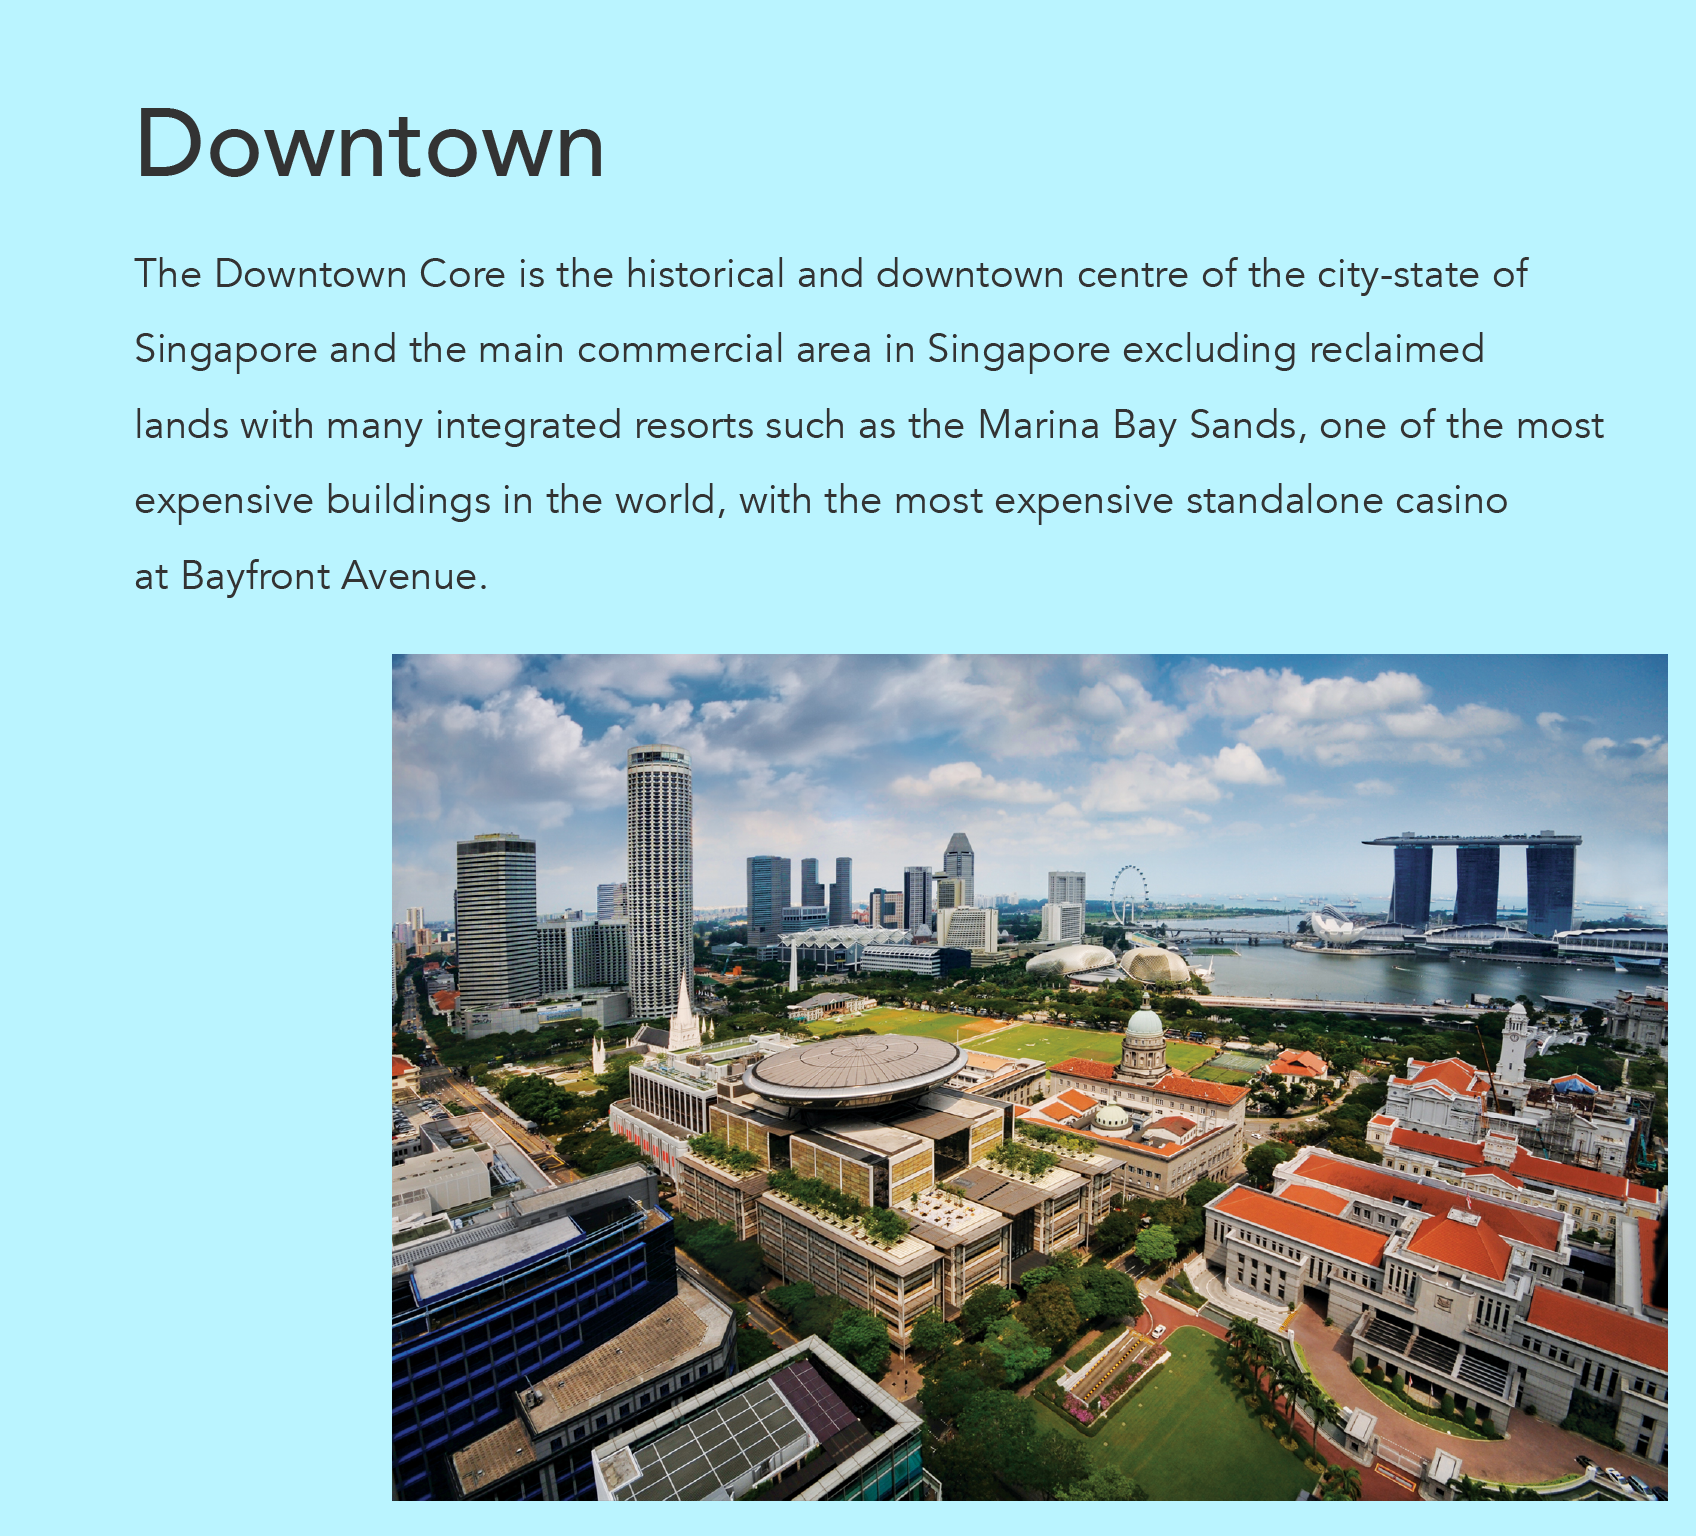 Downtown
The Downtown Core is the historical and downtown centre of the city-state of
Singapore and the main commercial area in Singapore excluding reclaimed
lands with many integrated resorts such as the Marina Bay Sands, one of the most
expensive buildings in the world, with the most expensive standalone casino
at Bayfront Avenue.